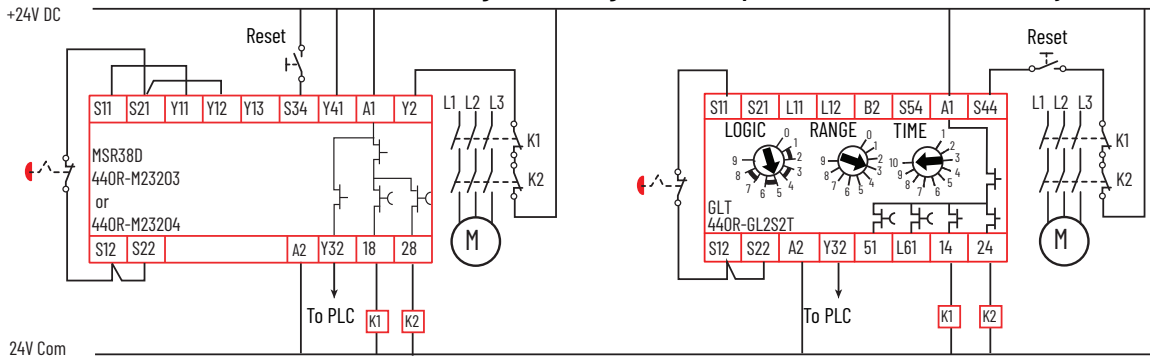 +24V DC
Reset
S11 S21 Y11 Y12 Y13 S34 Y41 A1 Y2
L1 L2 L3
K1
K2
MSR38D
440R-M23203
or
440R-M23204
S12 S22 A2 Y32 18 28
M
To PLC
K1 K2
Reset
S11 S21 L11 L12 B2 S54 A1 S44
L1 L2 L3
K1
K2
LOGIC RANGE TIME
0 2 3 4 5 6 7 8 9
0 1 2 3 4 5 6 7 8 9
1 2 3 4 5 6 7 8 9 10
GLT
440R-GL2S2T
S12 S22 A2 Y32 51 L61 14 24
M
To PLC
K1 K2
24V Com